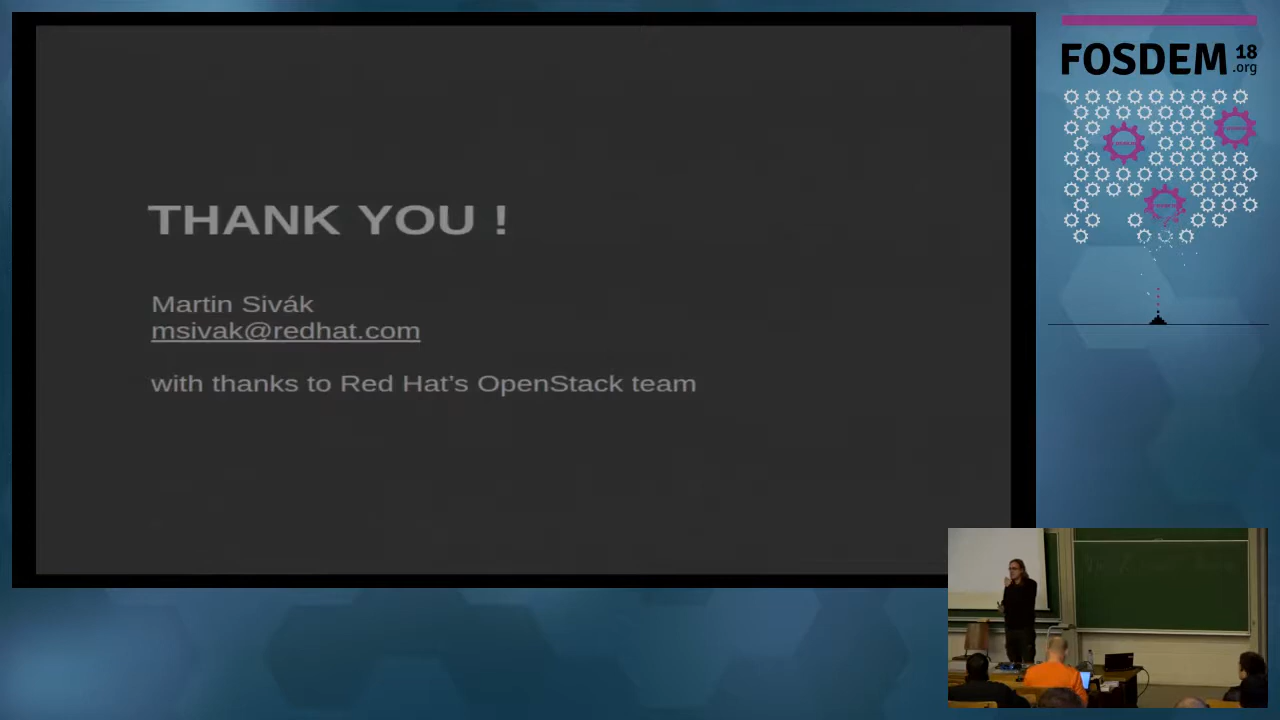 THANK YOU !
Martin Sivák
msivak@redhat.com
with thanks to Red Hat's OpenStack team
FOSDEM 18
.org